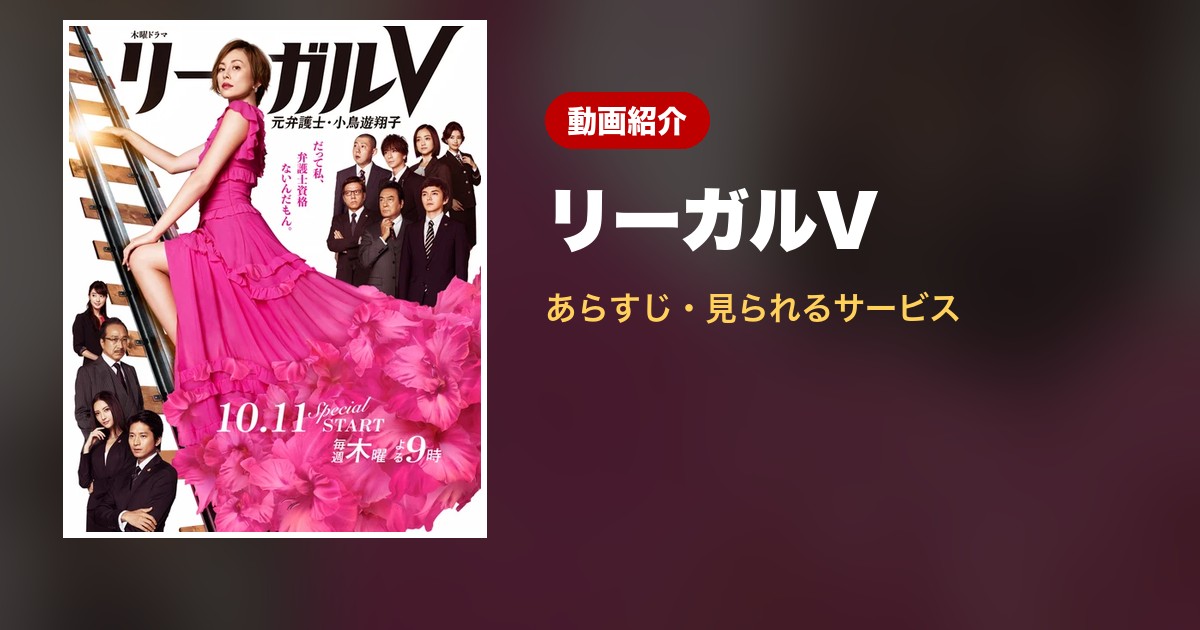 木曜ドラマ
リーガルV
元弁護士・小鳥遊翔子
だって私、
弁護士資格
ないんだもん。
10.11 Special START
毎週木曜よる9時
動画紹介
リーガルV
あらすじ・見られるサービス